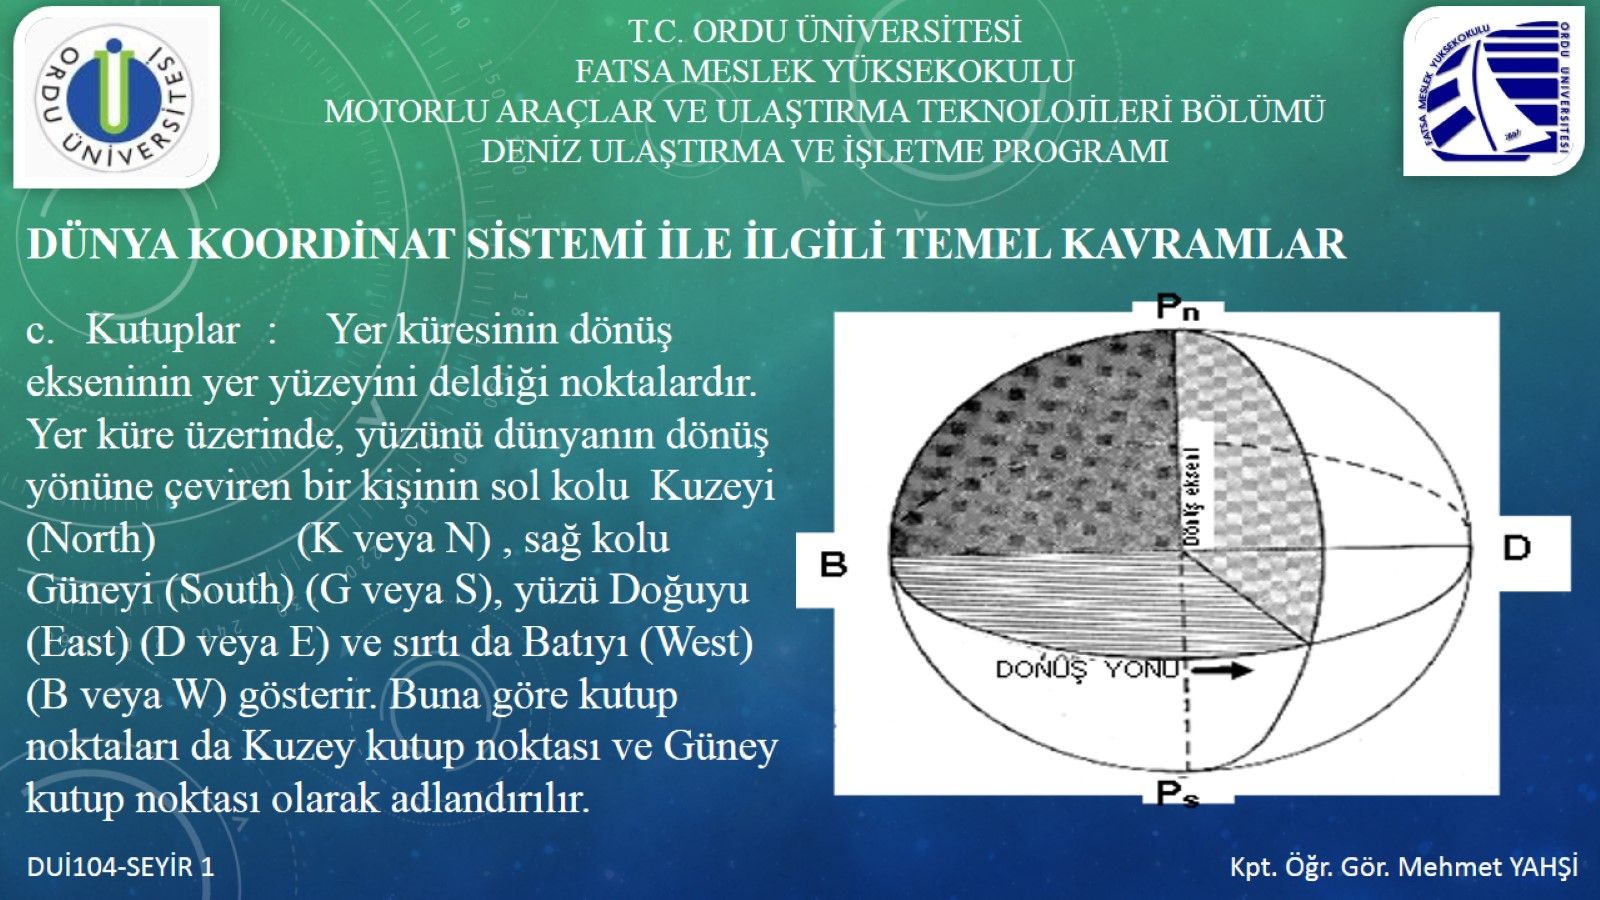 ORDU ÜNİVERSİTESİ
T.C. ORDU ÜNİVERSİTESİ
FATSA MESLEK YÜKSEKOKULU
MOTORLU ARAÇLAR VE ULAŞTIRMA TEKNOLOJİLERİ BÖLÜMÜ
DENİZ ULAŞTIRMA VE İŞLETME PROGRAMI
FATSA MESLEK YÜKSEKOKULU
ORDU ÜNİVERSİTESİ
DÜNYA KOORDİNAT SİSTEMİ İLE İLGİLİ TEMEL KAVRAMLAR
c. Kutuplar : Yer küresinin dönüş
ekseninin yer yüzeyini deldiği noktalardır.
Yer küre üzerinde, yüzünü dünyanın dönüş
yönüne çeviren bir kişinin sol kolu Kuzeyi
(North) (K veya N) , sağ kolu
Güneyi (South) (G veya S), yüzü Doğuyu
(East) (D veya E) ve sırtı da Batıyı (West)
(B veya W) gösterir. Buna göre kutup
noktaları da Kuzey kutup noktası ve Güney
kutup noktası olarak adlandırılır.
Pn
Dönüş ekseni
B
D
DONÜŞ YONU
Ps
DUİ104-SEYİR 1
Kpt. Öğr. Gör. Mehmet YAHŞİ